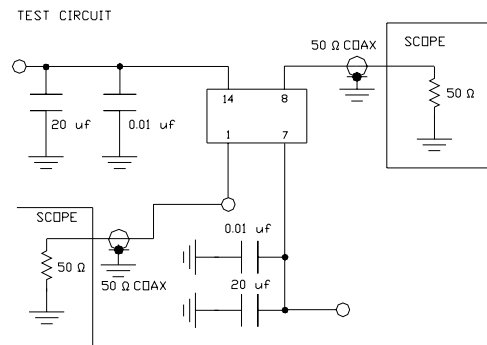 TEST CIRCUIT
50 Ω COAX
SCOPE
14
8
50 Ω
20 uf
0.01 uf
1
7
SCOPE
0.01 uf
50 Ω
50 Ω COAX
20 uf